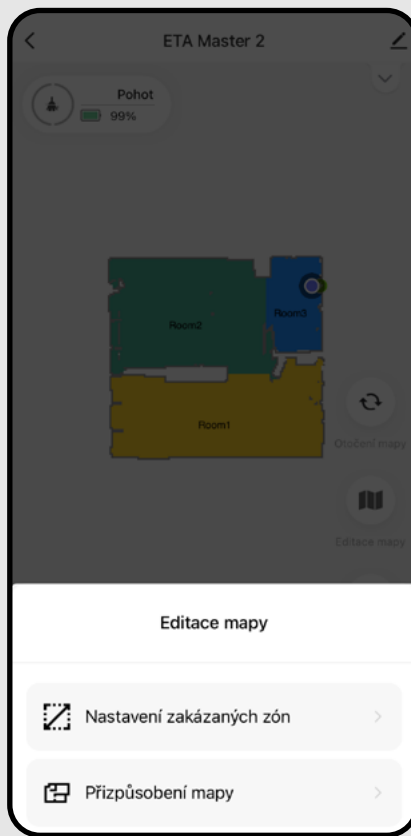 ETA Master 2
Pohot
99%
Room2
Room3
Room1
Otočení mapy
Editace mapy
Editace mapy
Nastavení zakázaných zón
Přizpůsobení mapy